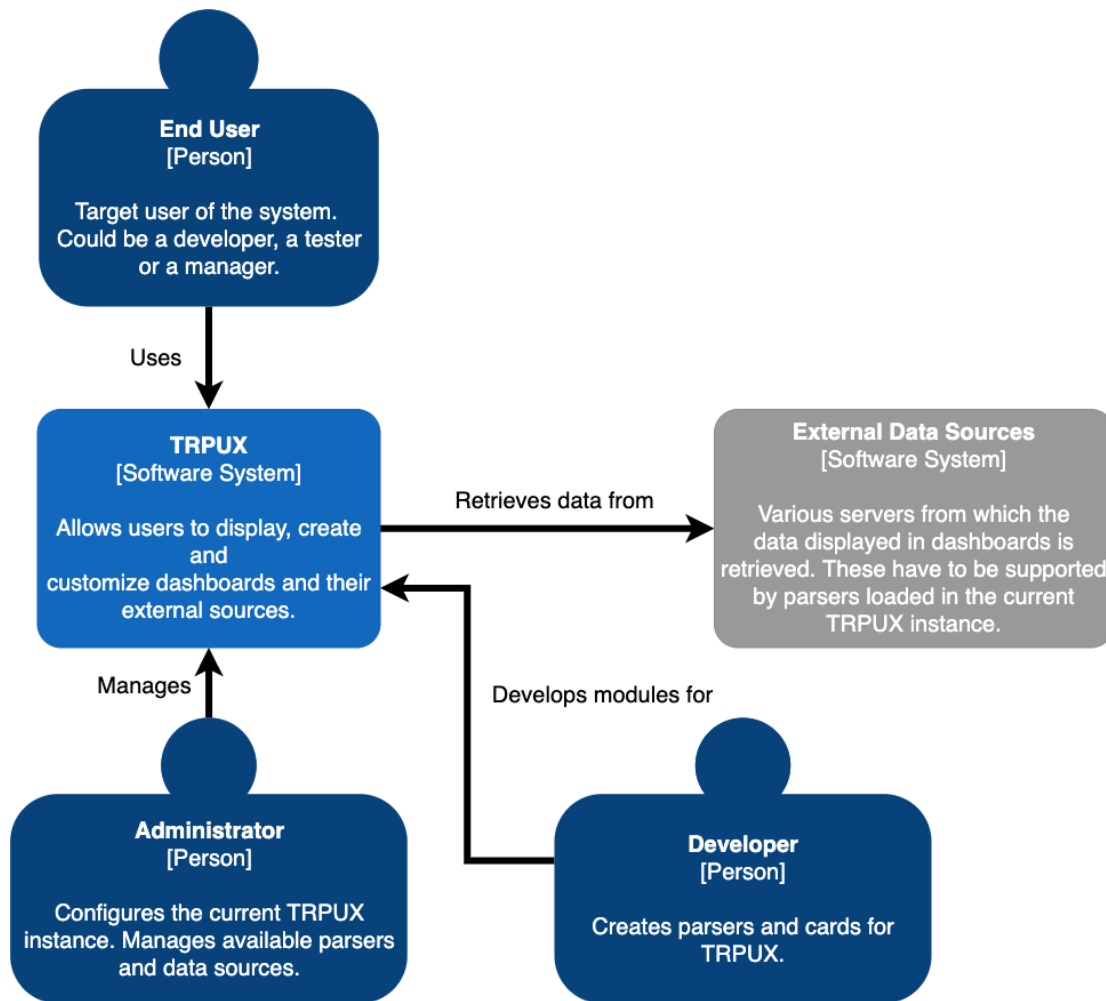 End User
[Person]
Target user of the system.
Could be a developer, a tester
or a manager.
Uses
TRPUX
[Software System]
Allows users to display, create
and
customize dashboards and their
external sources.
Retrieves data from
External Data Sources
[Software System]
Various servers from which the
data displayed in dashboards is
retrieved. These have to be supported
by parsers loaded in the current
TRPUX instance.
Manages
Develops modules for
Administrator
[Person]
Configures the current TRPUX
instance. Manages available parsers
and data sources.
Developer
[Person]
Creates parsers and cards for
TRPUX.